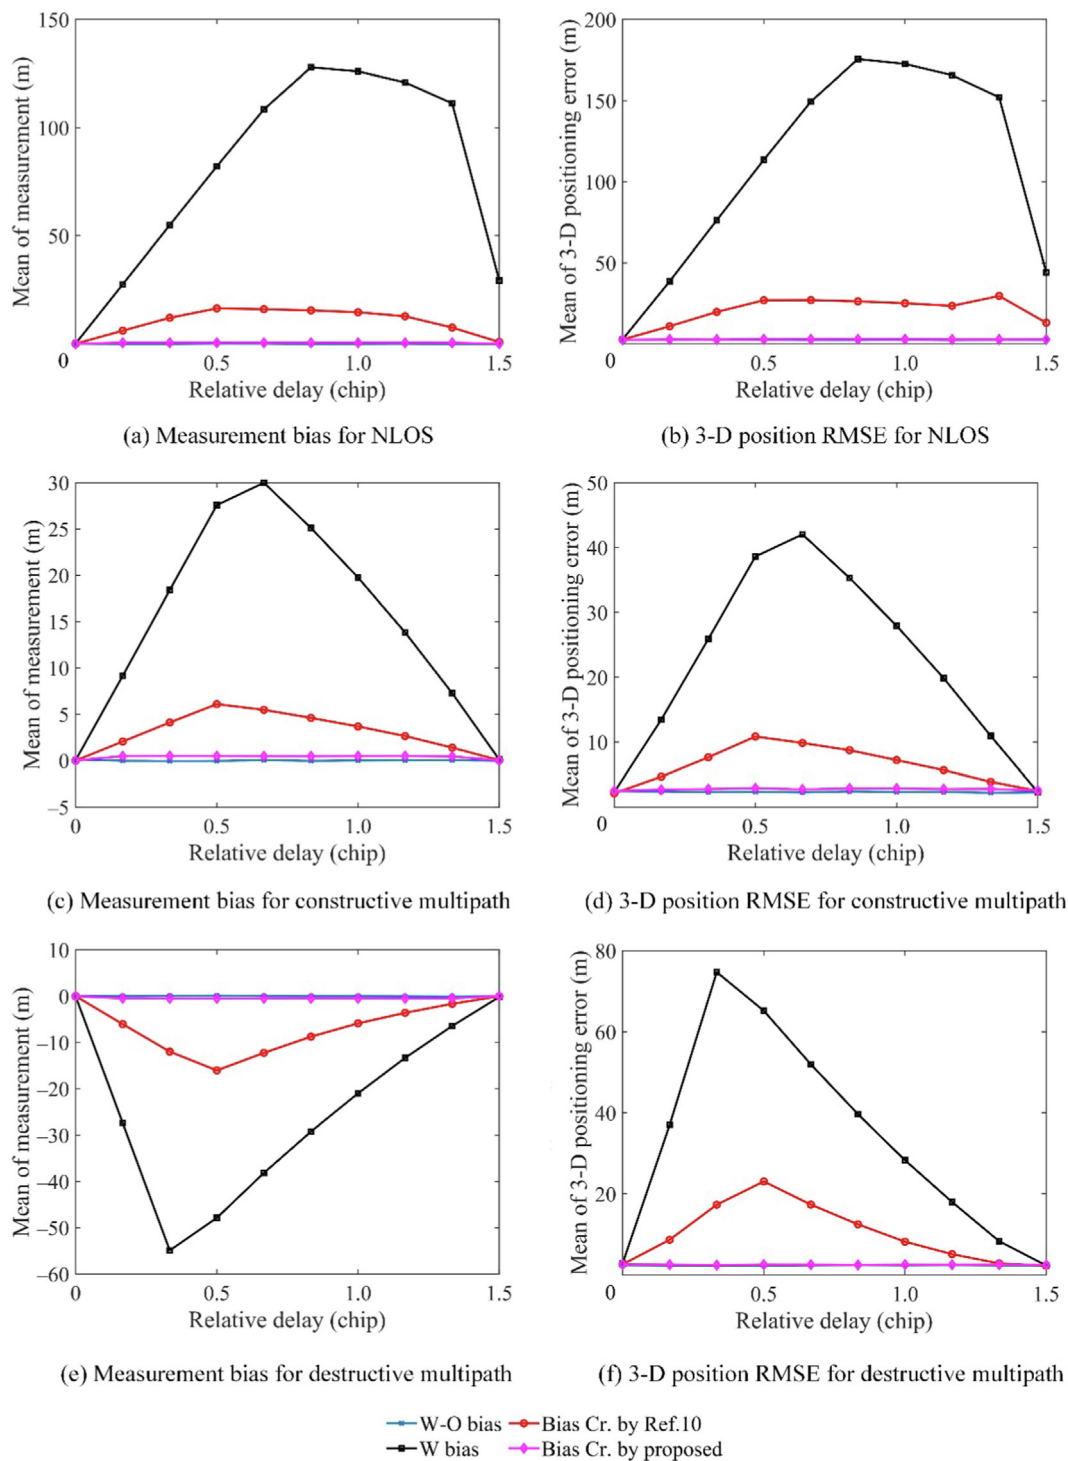 150
100
50
0
0.5
1.0
1.5
Mean of measurement (m)
Relative delay (chip)
(a) Measurement bias for NLOS
200
150
100
50
0
0.5
1.0
1.5
Mean of 3-D positioning error (m)
Relative delay (chip)
(b) 3-D position RMSE for NLOS
30
25
20
15
10
5
0
–5
0
0.5
1.0
1.5
Mean of measurement (m)
Relative delay (chip)
(c) Measurement bias for constructive multipath
50
40
30
20
10
0
0.5
1.0
1.5
Mean of 3-D positioning error (m)
Relative delay (chip)
(d) 3-D position RMSE for constructive multipath
10
0
–10
–20
–30
–40
–50
–60
0
0.5
1.0
1.5
Mean of measurement (m)
Relative delay (chip)
(e) Measurement bias for destructive multipath
80
60
40
20
0
0.5
1.0
1.5
Mean of 3-D positioning error (m)
Relative delay (chip)
(f) 3-D position RMSE for destructive multipath
W-O bias
Bias Cr. by Ref.10
W bias
Bias Cr. by proposed